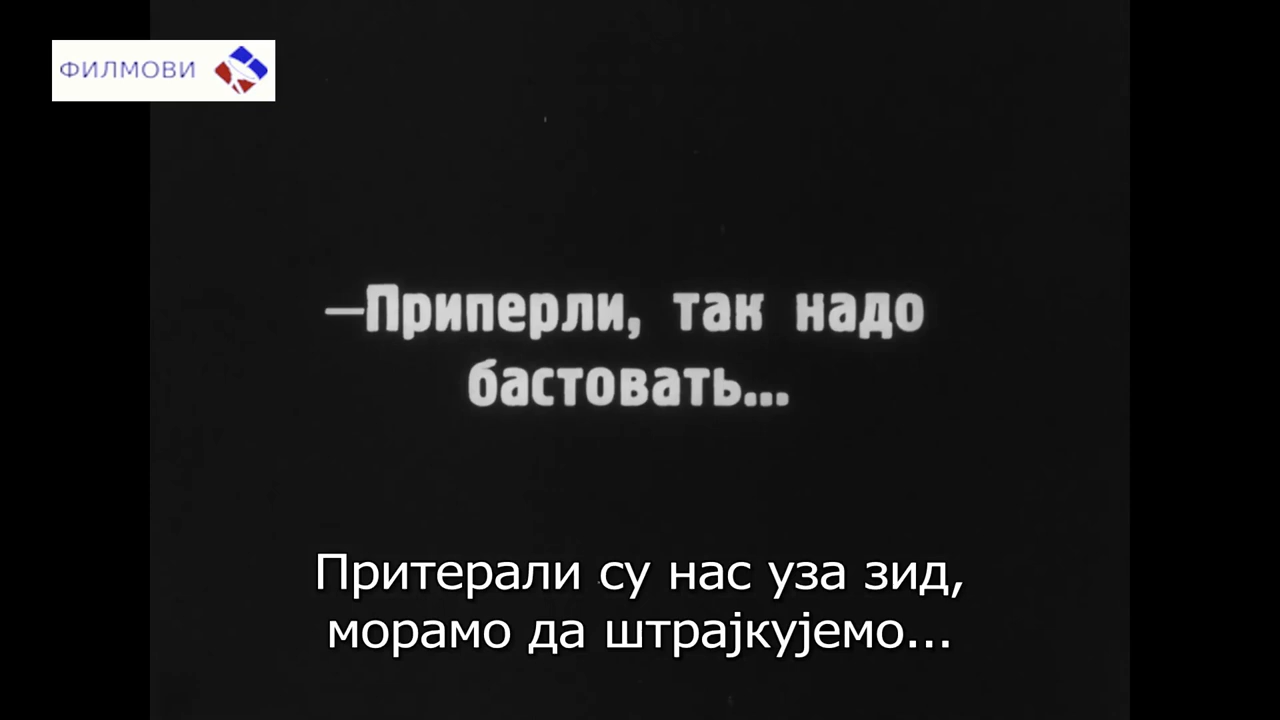 ФИЛМОВИ
—Приперли, так надо
бастовать...
Притерали су нас уза зид,
морамо да штрајкујемо...